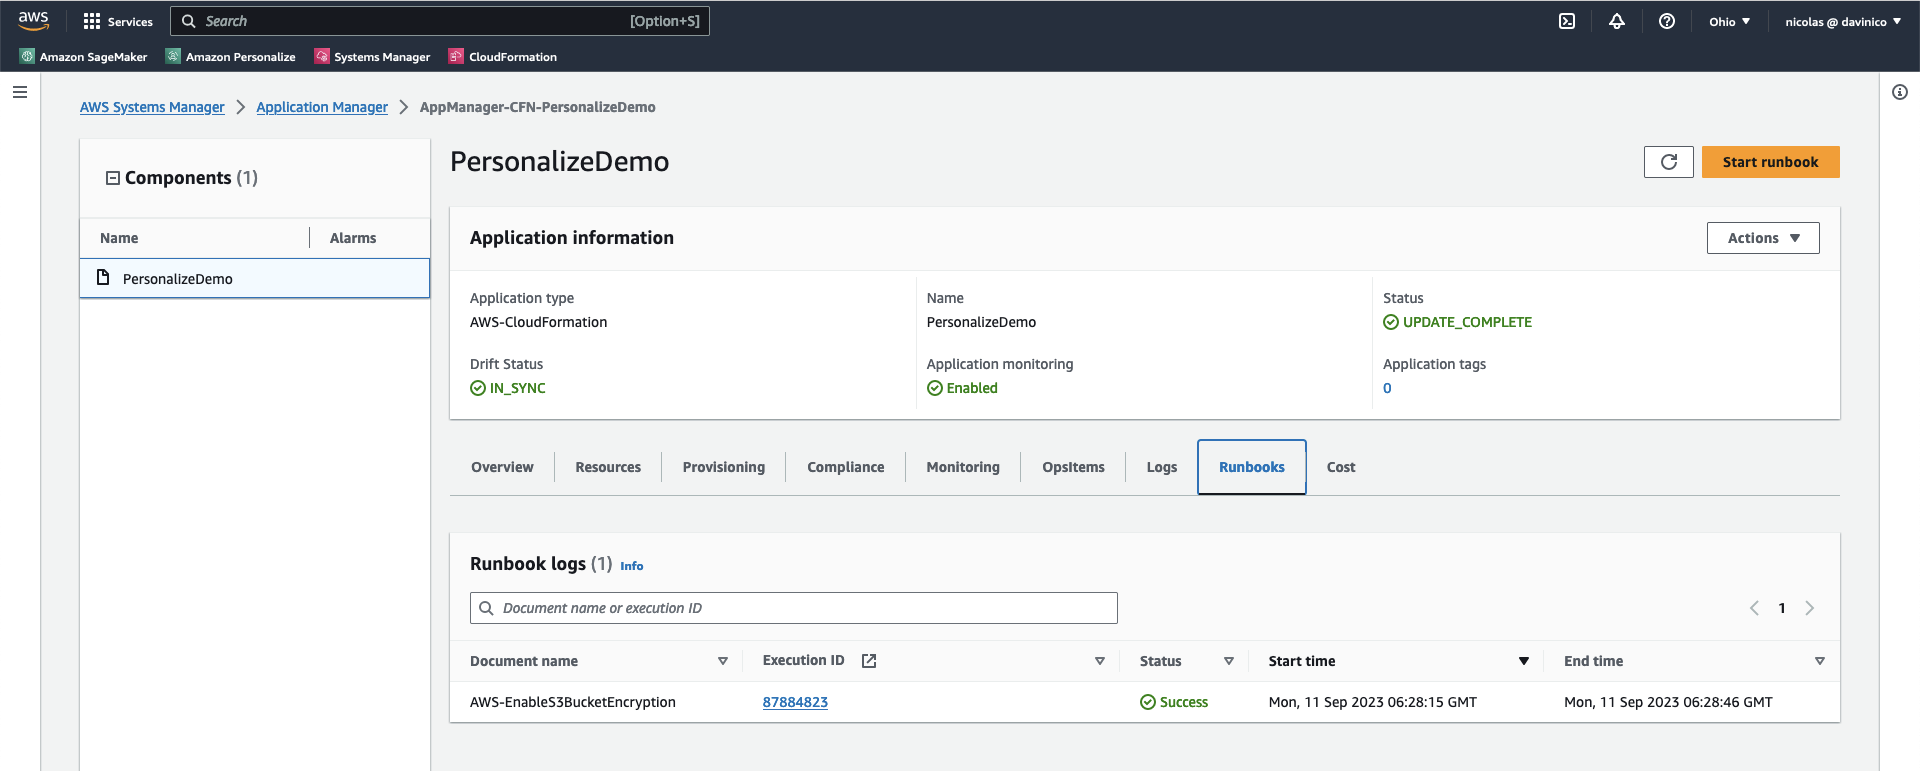 aws Services Search [Option+S] Ohio nicolas @ davinico
Amazon SageMaker Amazon Personalize Systems Manager CloudFormation
AWS Systems Manager Application Manager AppManager-CFN-PersonalizeDemo
Components (1)
Name Alarms
PersonalizeDemo
PersonalizeDemo
Start runbook
Application information
Actions
Application type
AWS-CloudFormation
Name
PersonalizeDemo
Status
UPDATE_COMPLETE
Drift Status
IN_SYNC
Application monitoring
Enabled
Application tags
0
Overview Resources Provisioning Compliance Monitoring OpsItems Logs Runbooks Cost
Runbook logs (1) Info
Document name or execution ID
1
Document name Execution ID Status Start time End time
AWS-EnableS3BucketEncryption 87884823 Success Mon, 11 Sep 2023 06:28:15 GMT Mon, 11 Sep 2023 06:28:46 GMT